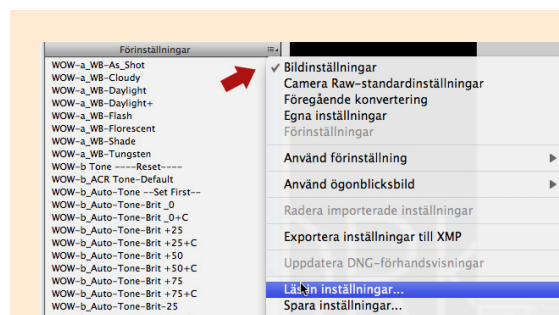 Förinställningar
WOW-a_WB-As_Shot
WOW-a_WB-Cloudy
WOW-a_WB-Daylight
WOW-a_WB-Daylight+
WOW-a_WB-Flash
WOW-a_WB-Florescent
WOW-a_WB-Shade
WOW-a_WB-Tungsten
WOW-b Tone ----Reset----
WOW-b_ACR Tone-Default
WOW-b_Auto-Tone --Set First--
WOW-b_Auto-Tone-Brit _0
WOW-b_Auto-Tone-Brit _0+C
WOW-b_Auto-Tone-Brit +25
WOW-b_Auto-Tone-Brit +25+C
WOW-b_Auto-Tone-Brit +50
WOW-b_Auto-Tone-Brit +50+C
WOW-b_Auto-Tone-Brit +75
WOW-b_Auto-Tone-Brit +75+C
WOW-b_Auto-Tone-Brit-25
Bildinställningar
Camera Raw-standardinställningar
Föregående konvertering
Egna inställningar
Förinställningar
Använd förinställning
Använd ögonblicksbild
Radera importerade inställningar
Exportera inställningar till XMP
Uppdatera DNG-förhandsvisningar
Läs in inställningar...
Spara inställningar...